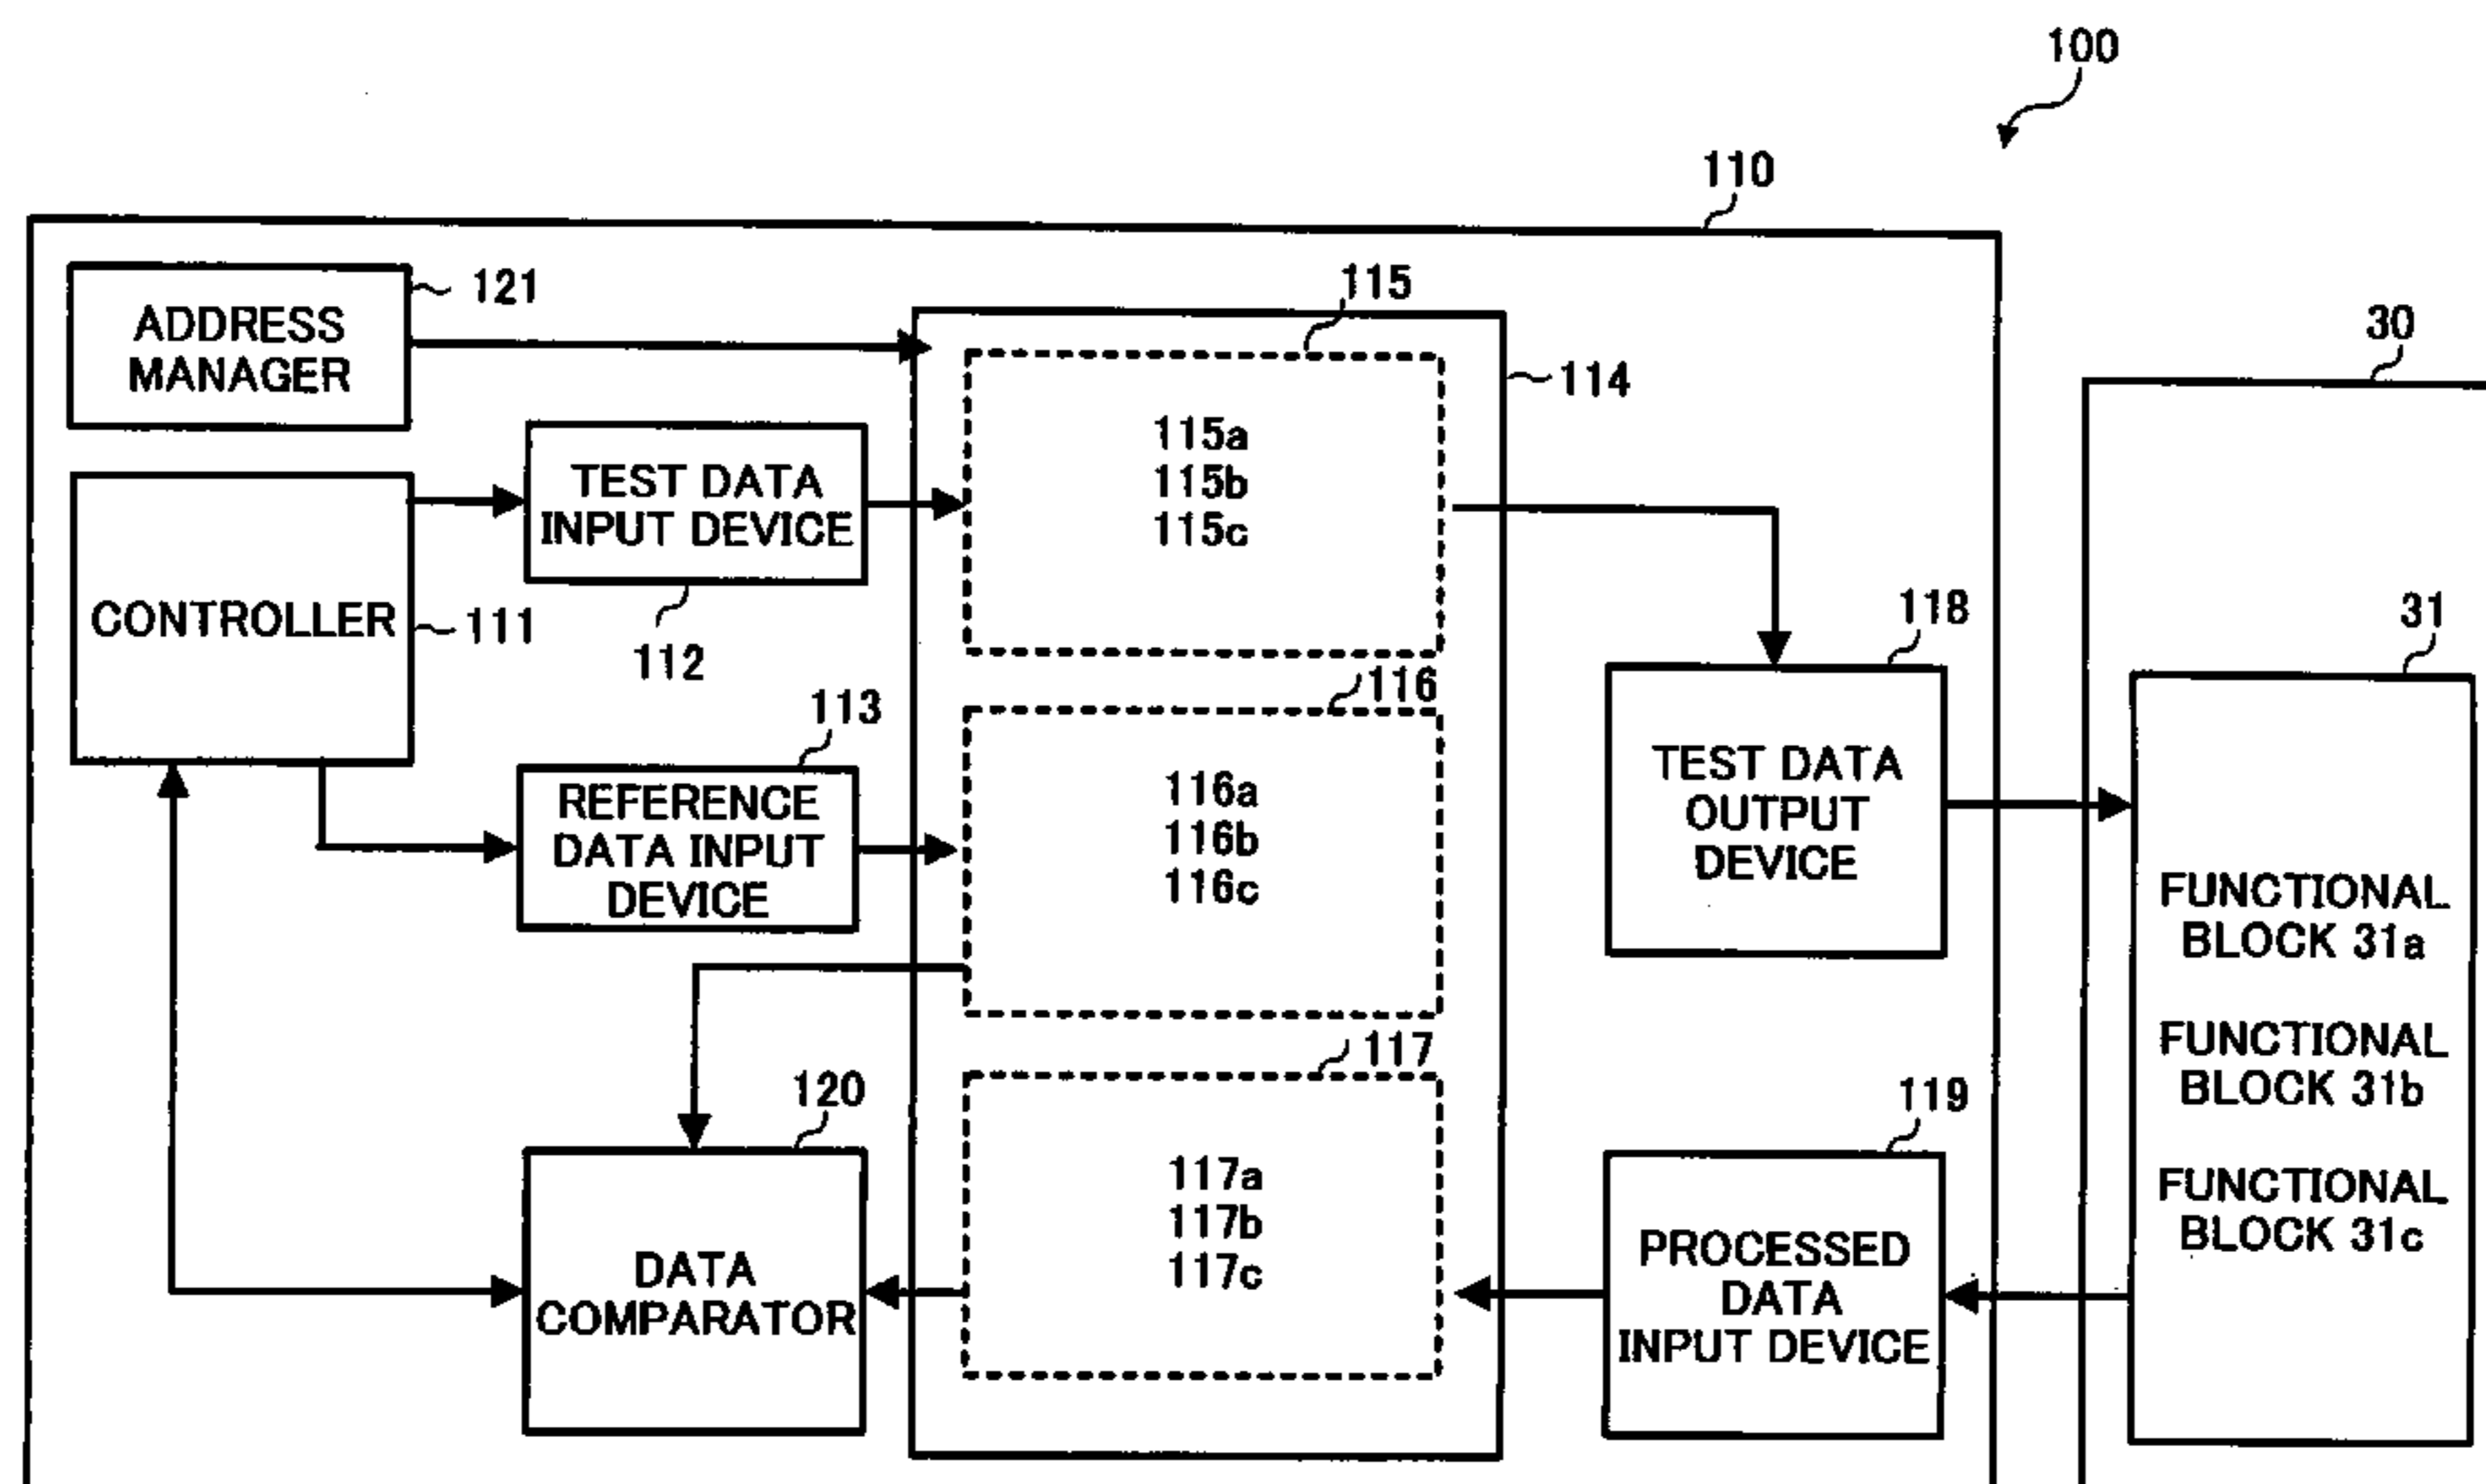 100
110
ADDRESS
MANAGER
121
115
114
30
115a
115b
115c
TEST DATA
INPUT DEVICE
112
CONTROLLER
111
118
31
116
113
REFERENCE
DATA INPUT
DEVICE
116a
116b
116c
TEST DATA
OUTPUT
DEVICE
FUNCTIONAL
BLOCK 31a
FUNCTIONAL
BLOCK 31b
FUNCTIONAL
BLOCK 31c
117
120
119
117a
117b
117c
DATA
COMPARATOR
PROCESSED
DATA
INPUT DEVICE